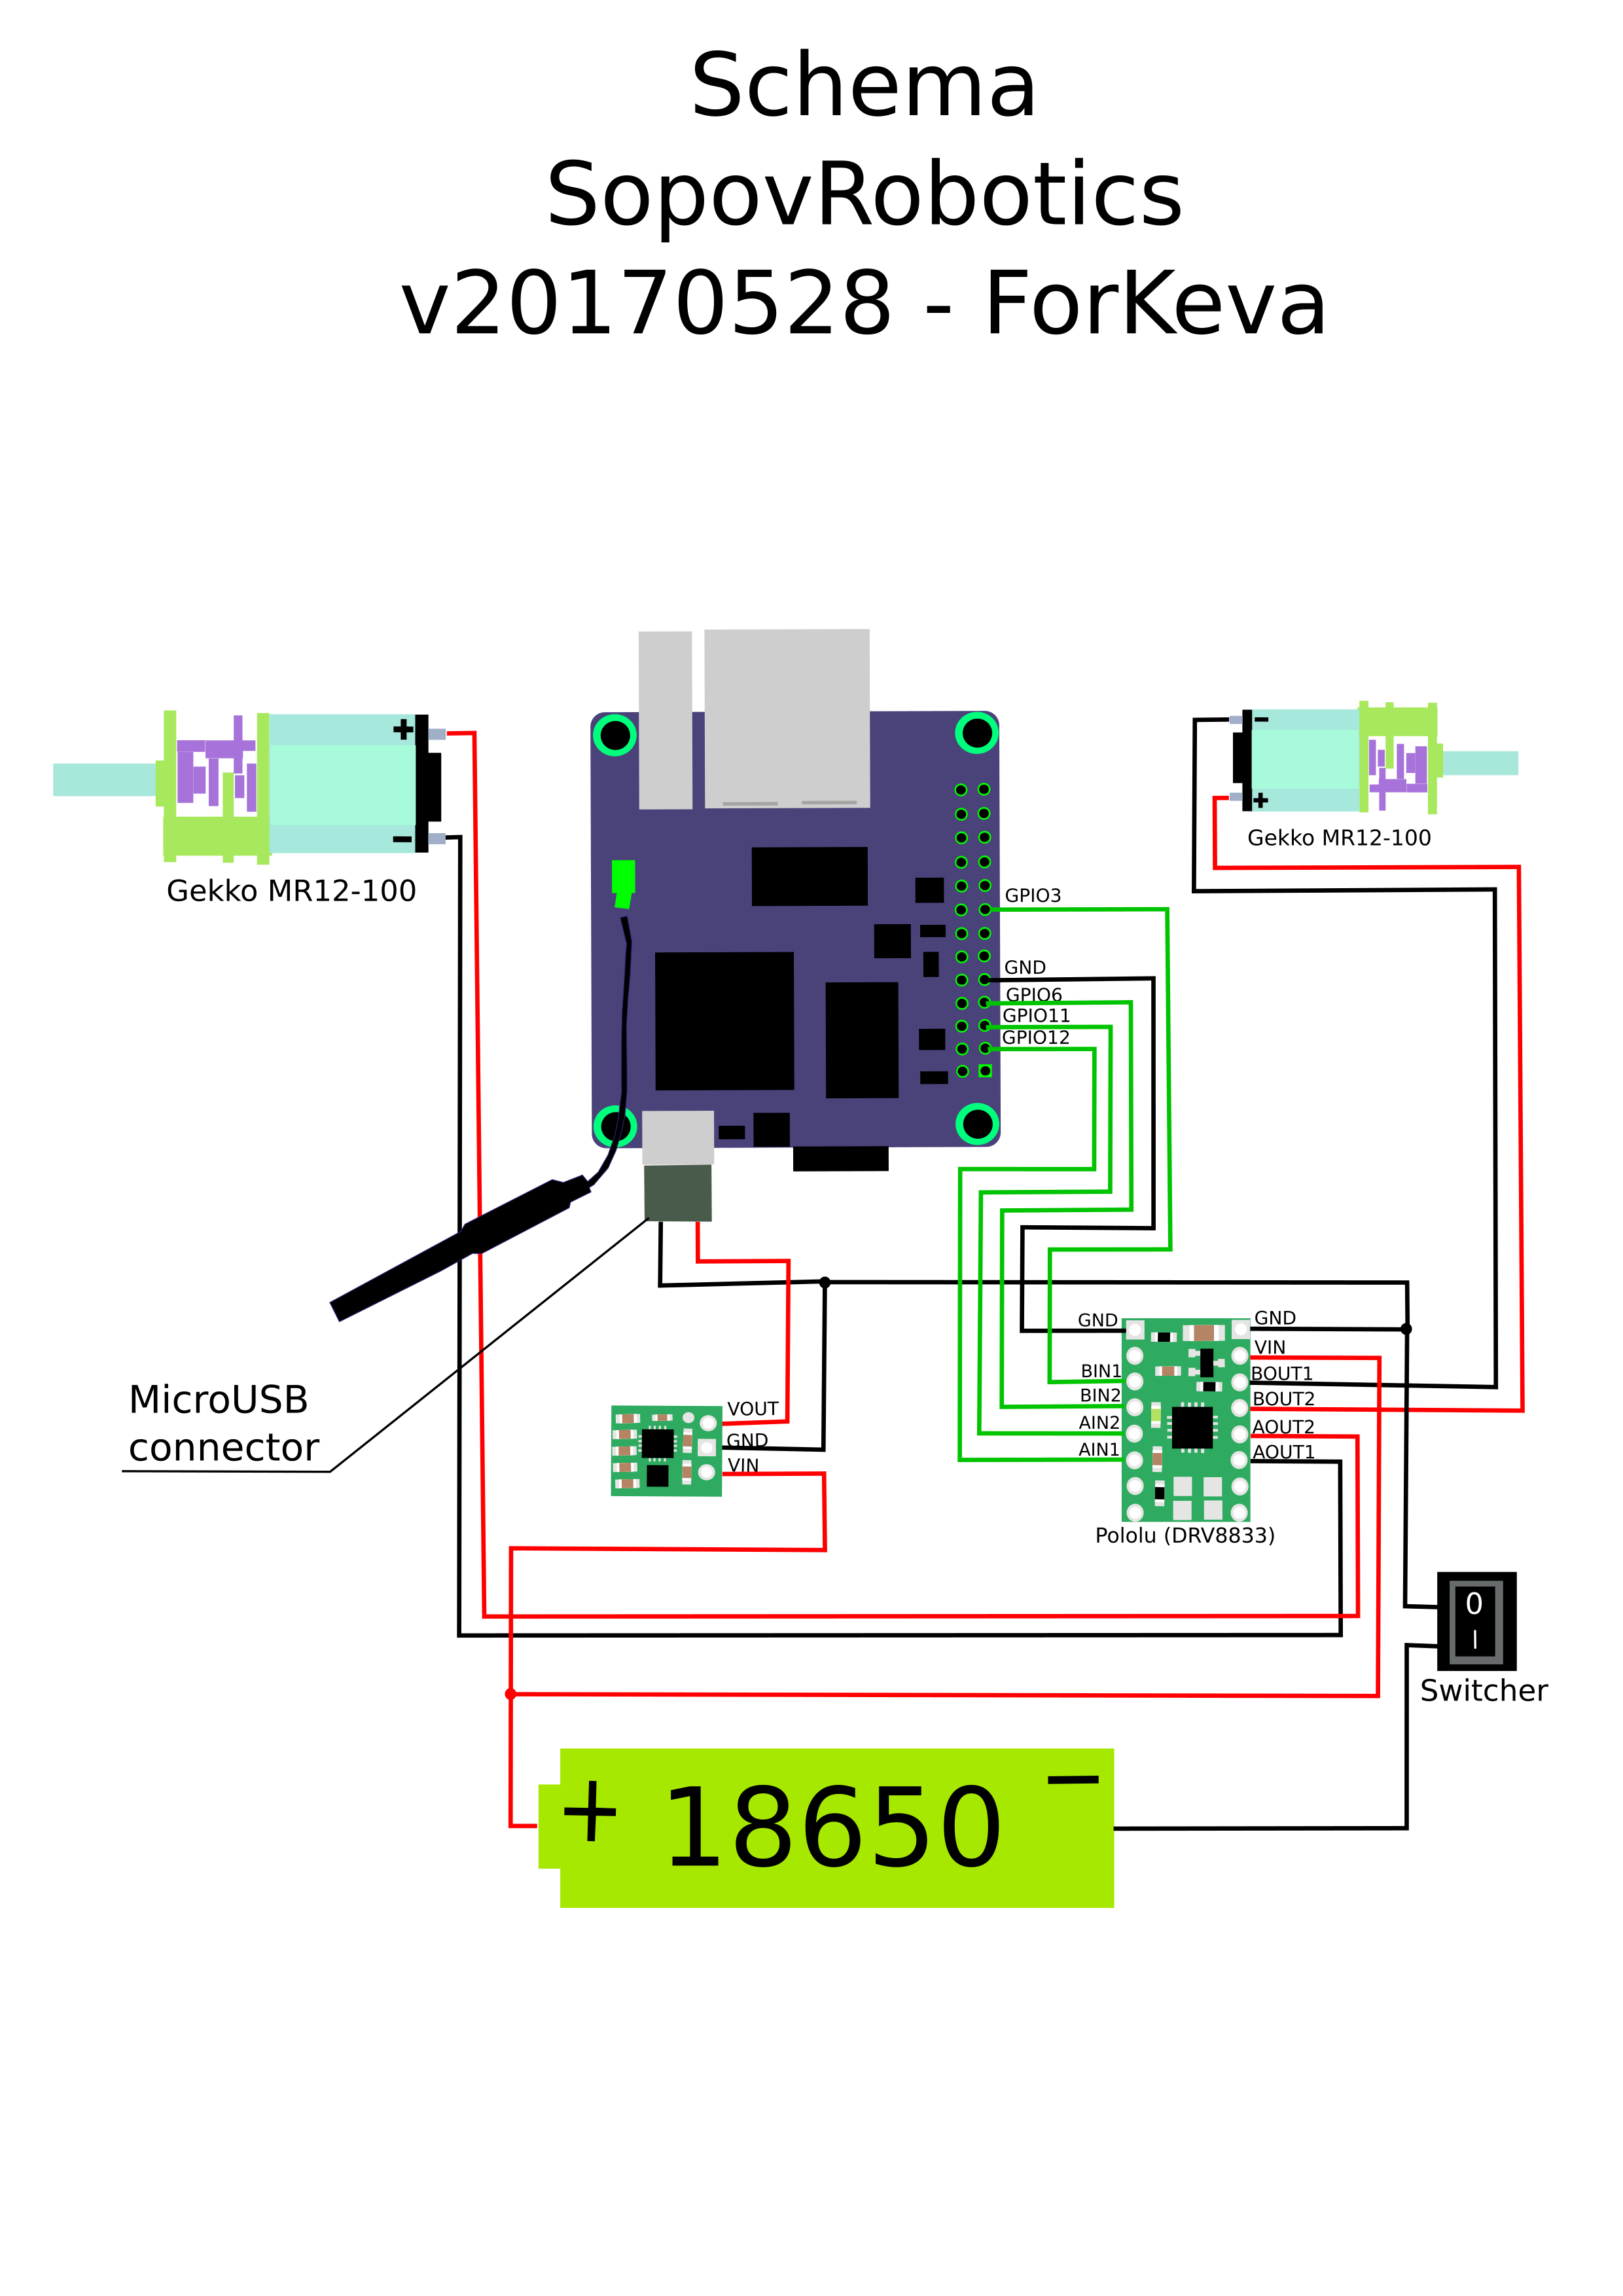 Schema
SopovRobotics
v20170528 - ForKeva
+
−
Gekko MR12-100
−
+
Gekko MR12-100
GPIO3
GND
GPIO6
GPIO11
GPIO12
MicroUSB
connector
VOUT
GND
VIN
GND
BIN1
BIN2
AIN2
AIN1
GND
VIN
BOUT1
BOUT2
AOUT2
AOUT1
Pololu (DRV8833)
0
|
Switcher
+ 18650 −